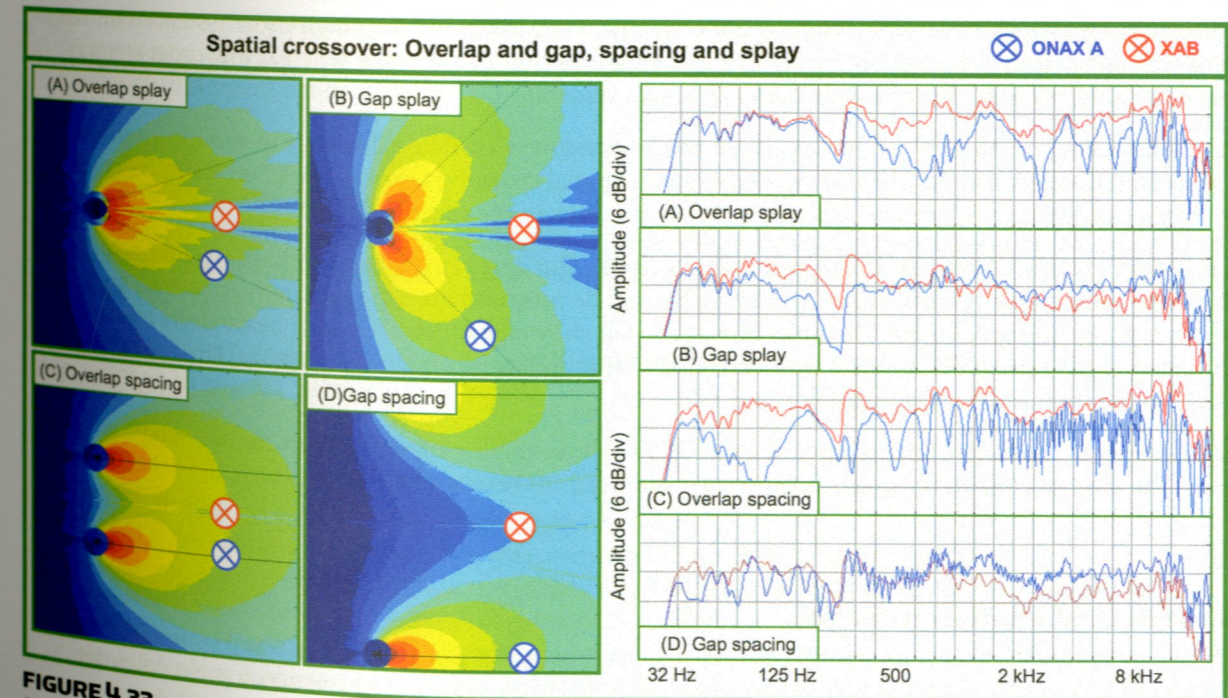 Spatial crossover: Overlap and gap, spacing and splay
ONAX A
XAB
(A) Overlap splay
(B) Gap splay
(C) Overlap spacing
(D)Gap spacing
Amplitude (6 dB/div)
Amplitude (6 dB/div)
(A) Overlap splay
(B) Gap splay
(C) Overlap spacing
(D) Gap spacing
32 Hz 125 Hz 500 2 kHz 8 kHz
FIGURE